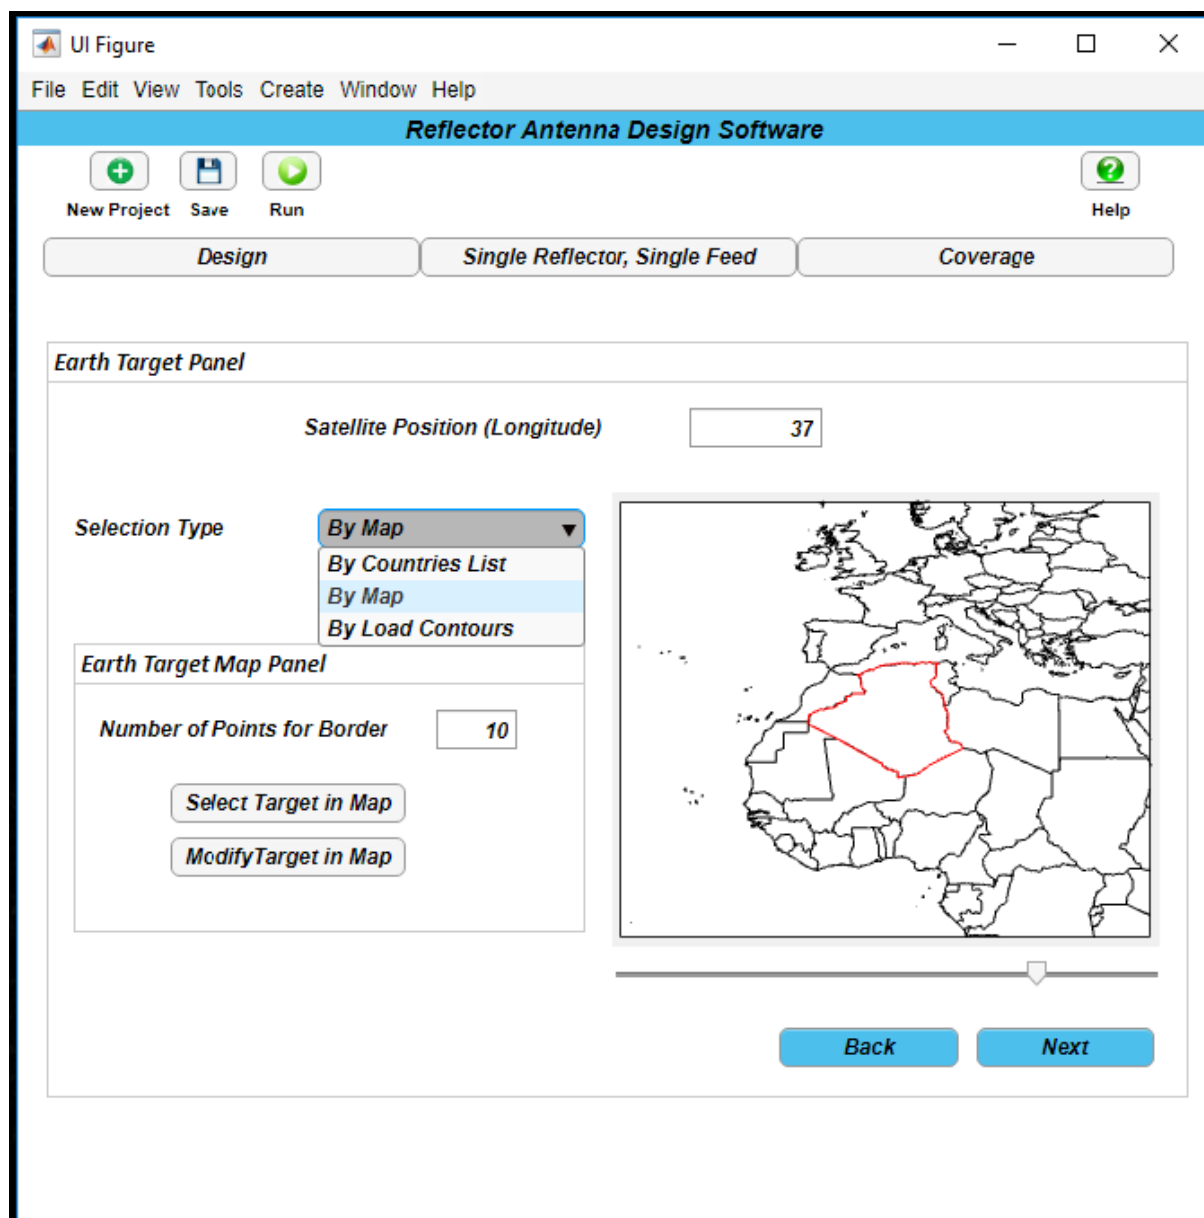 UI Figure
File Edit View Tools Create Window Help
Reflector Antenna Design Software
New Project Save Run Help
Design Single Reflector, Single Feed Coverage
Earth Target Panel
Satellite Position (Longitude) 37
Selection Type By Map
By Countries List
By Map
By Load Contours
Earth Target Map Panel
Number of Points for Border 10
Select Target in Map
ModifyTarget in Map
Back Next